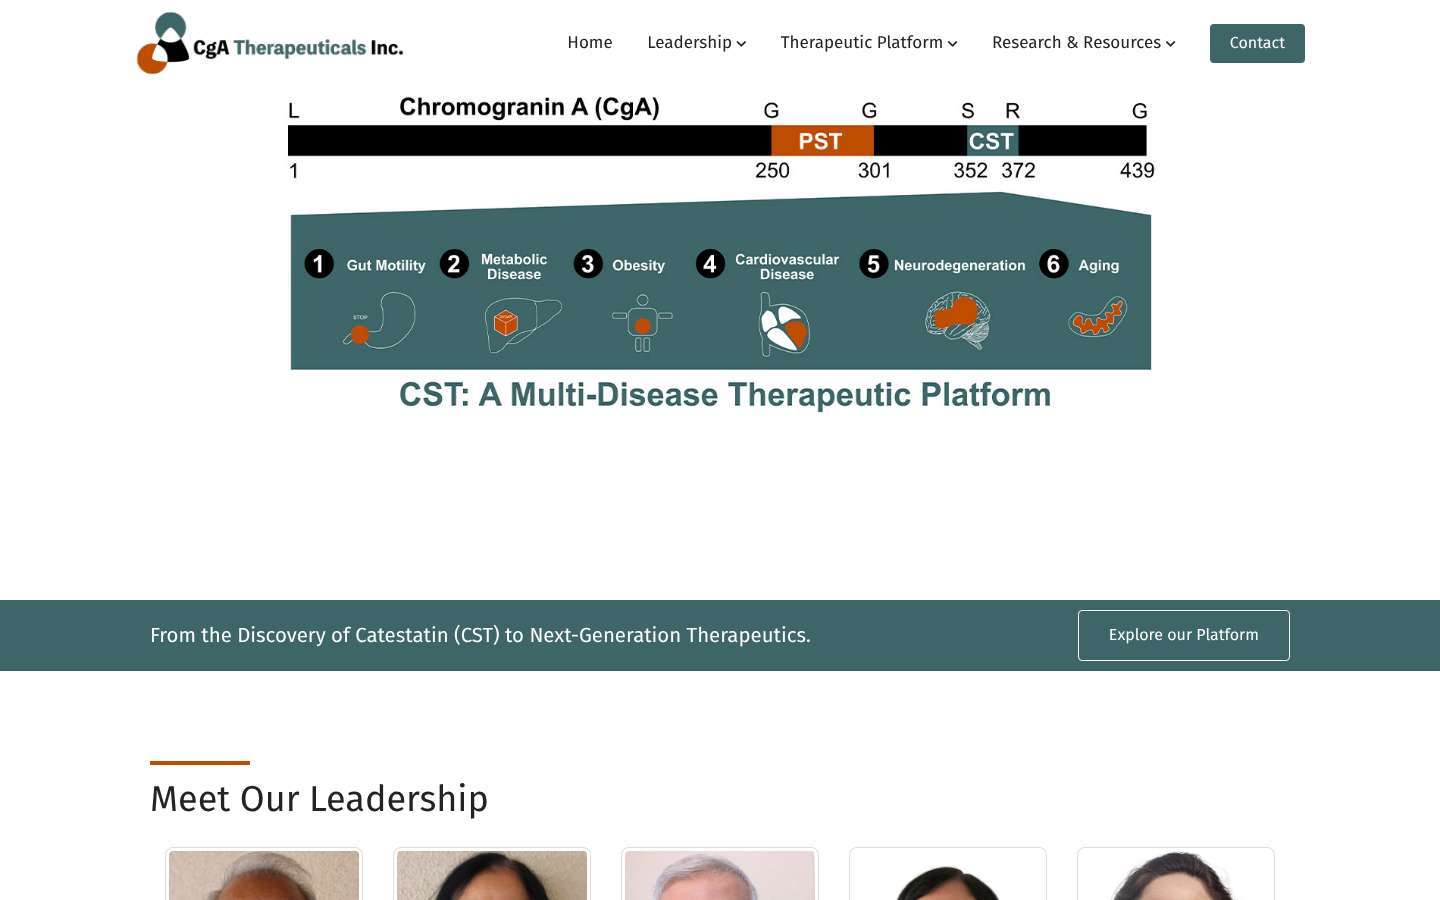 CgA Therapeuticals Inc.
Home Leadership Therapeutic Platform Research & Resources Contact
L Chromogranin A (CgA) G G S R G
PST CST
1 250 301 352 372 439
1 Gut Motility 2 Metabolic Disease 3 Obesity 4 Cardiovascular Disease 5 Neurodegeneration 6 Aging
STOP
CST: A Multi-Disease Therapeutic Platform
From the Discovery of Catestatin (CST) to Next-Generation Therapeutics.
Explore our Platform
Meet Our Leadership